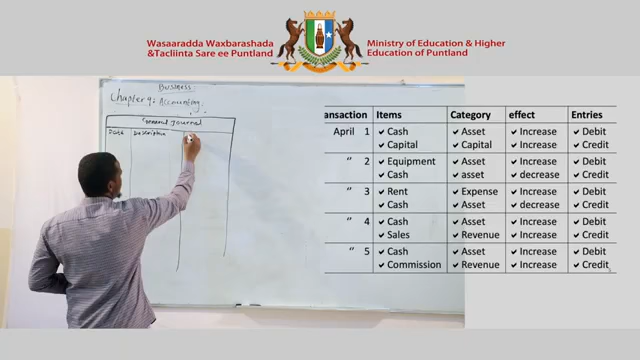 Wasaaradda Waxbarashada
&Tacliinta Sare ee Puntland
Ministry of Education & Higher
Education of Puntland
Business
Chapter 4: Accounting
General Journal
Date Description
ansaction Items Category effect Entries
April 1 ✓ Cash ✓ Asset ✓ Increase ✓ Debit
✓ Capital ✓ Capital ✓ Increase ✓ Credit
“ 2 ✓ Equipment ✓ Asset ✓ Increase ✓ Debit
✓ Cash ✓ asset ✓ decrease ✓ Credit
“ 3 ✓ Rent ✓ Expense ✓ Increase ✓ Debit
✓ Cash ✓ Asset ✓ decrease ✓ Credit
“ 4 ✓ Cash ✓ Asset ✓ Increase ✓ Debit
✓ Sales ✓ Revenue ✓ Increase ✓ Credit
“ 5 ✓ Cash ✓ Asset ✓ Increase ✓ Debit
✓ Commission ✓ Revenue ✓ Increase ✓ Credit